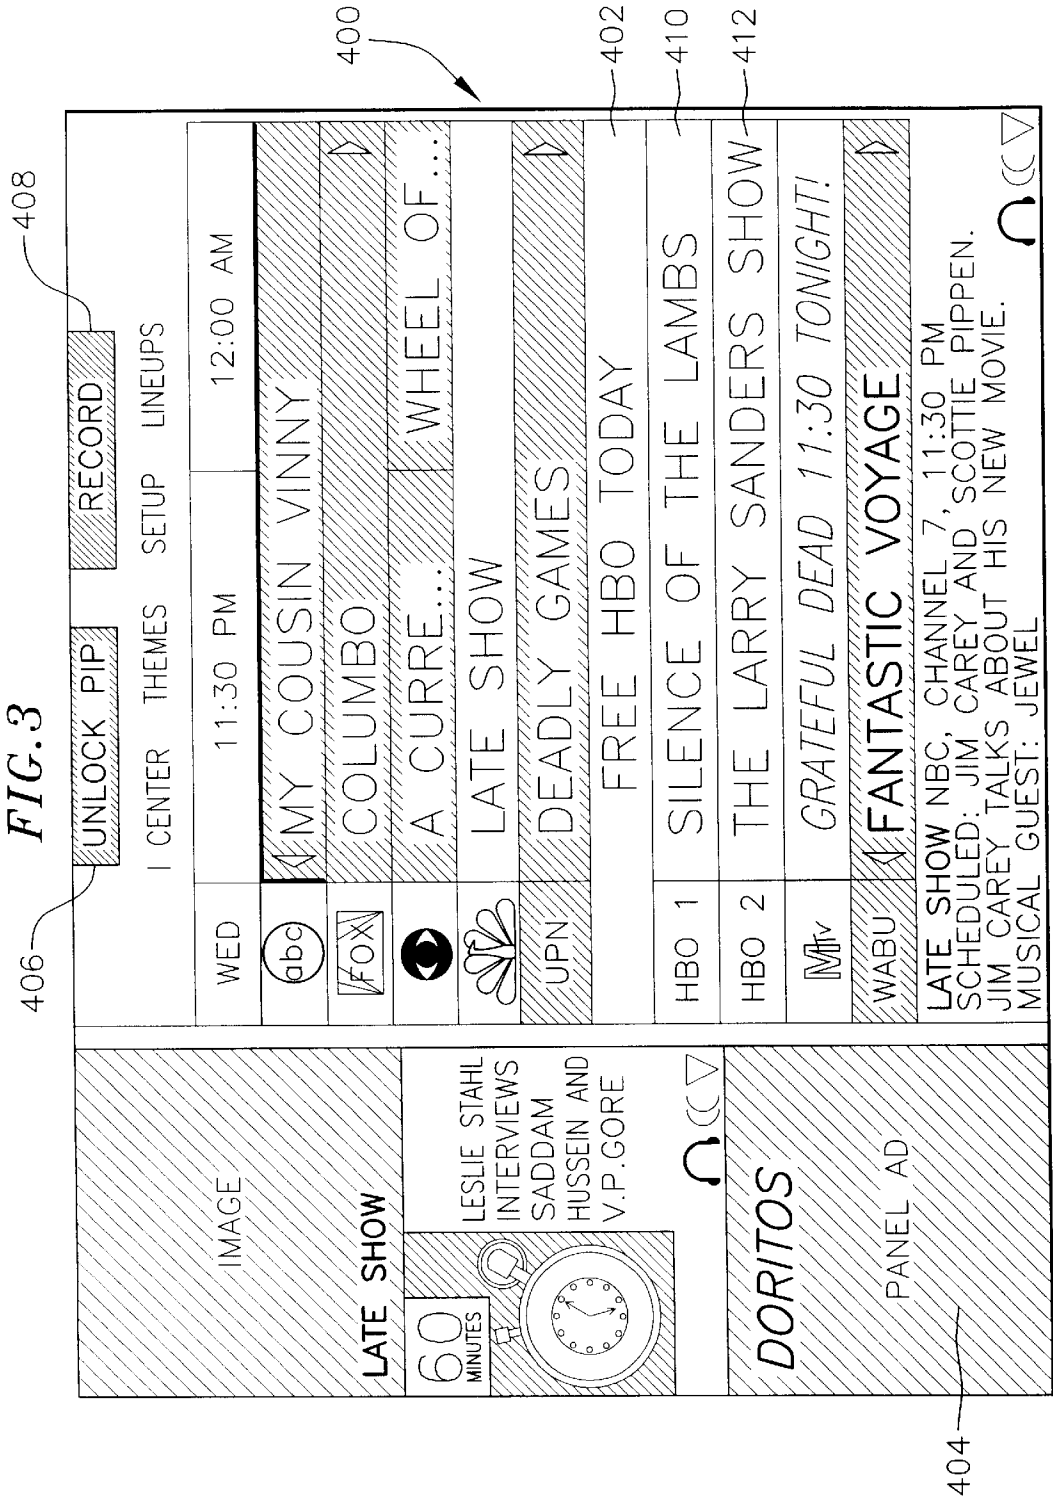 FIG.3
406
UNLOCK PIP
RECORD
408
400
I CENTER THEMES SETUP LINEUPS
WED 11:30 PM 12:00 AM
abc MY COUSIN VINNY
FOX COLUMBO
A CURRE... WHEEL OF....
LATE SHOW
UPN DEADLY GAMES
FREE HBO TODAY
402
HBO 1 SILENCE OF THE LAMBS
410
HBO 2 THE LARRY SANDERS SHOW
412
MTV GRATEFUL DEAD 11:30 TONIGHT!
WABU FANTASTIC VOYAGE
LATE SHOW NBC, CHANNEL 7, 11:30 PM
SCHEDULED: JIM CAREY AND SCOTTIE PIPPEN.
JIM CAREY TALKS ABOUT HIS NEW MOVIE.
MUSICAL GUEST: JEWEL
CC
IMAGE
LATE SHOW
60
MINUTES
LESLIE STAHL
INTERVIEWS
SADDAM
HUSSEIN AND
V.P.GORE
CC
DORITOS
PANEL AD
404